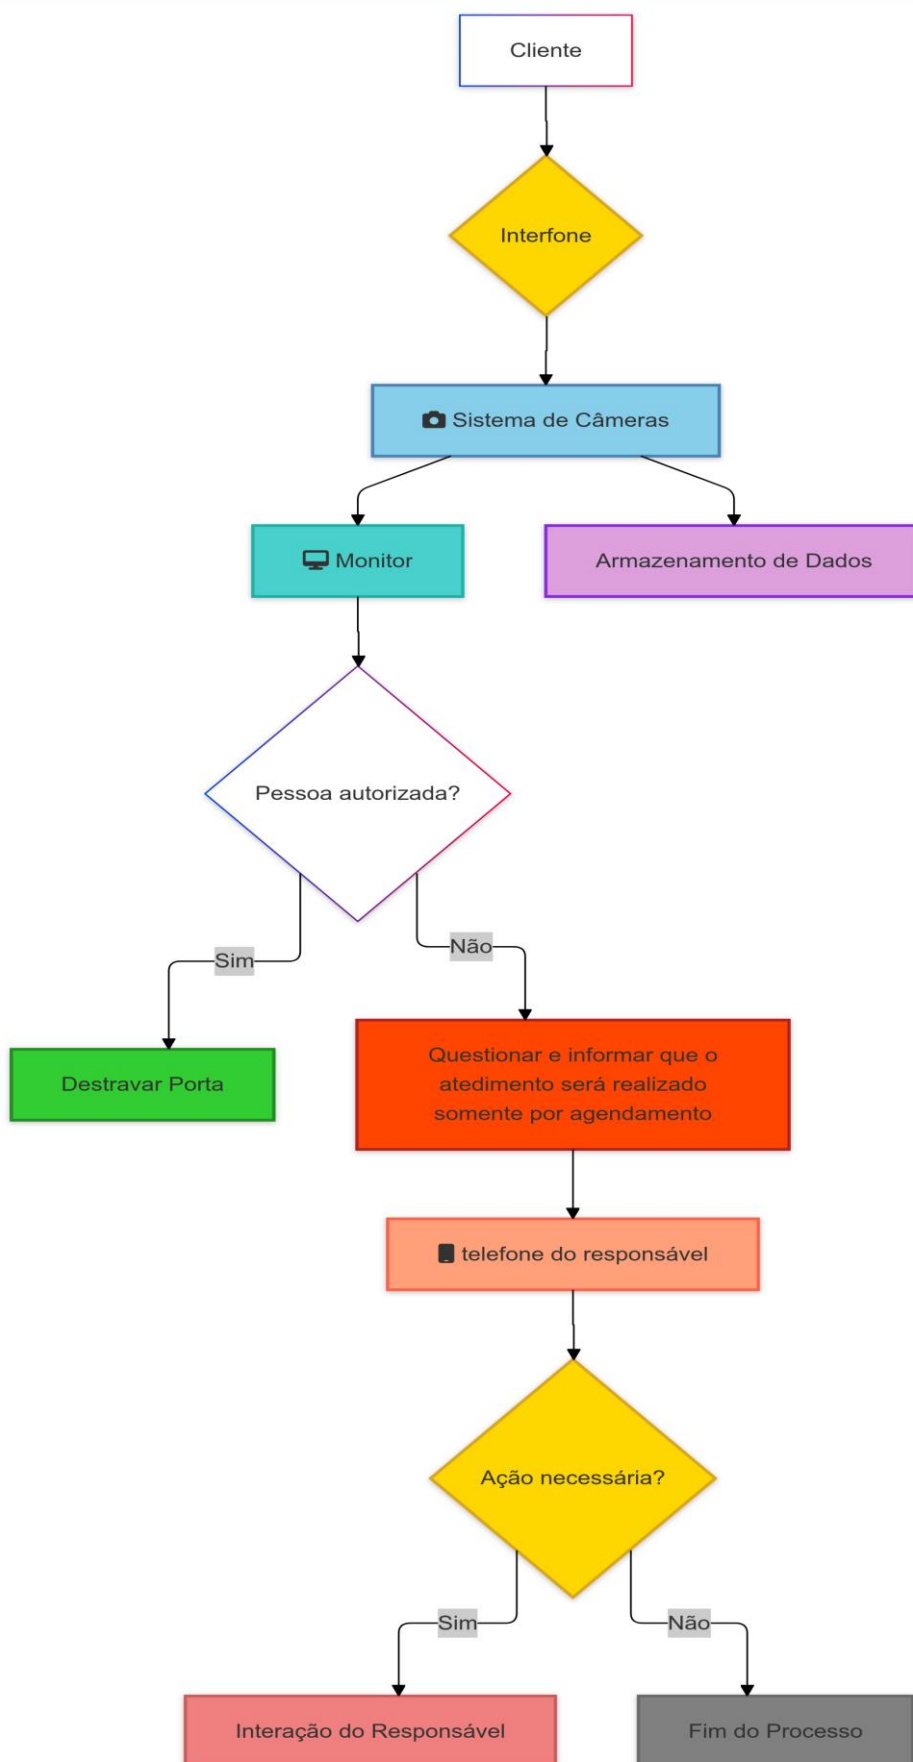 Cliente
Interfone
Sistema de Câmeras
Monitor
Armazenamento de Dados
Pessoa autorizada?
Sim
Não
Destravar Porta
Questionar e informar que o
atedimento será realizado
somente por agendamento
telefone do responsável
Ação necessária?
Sim
Não
Interação do Responsável
Fim do Processo